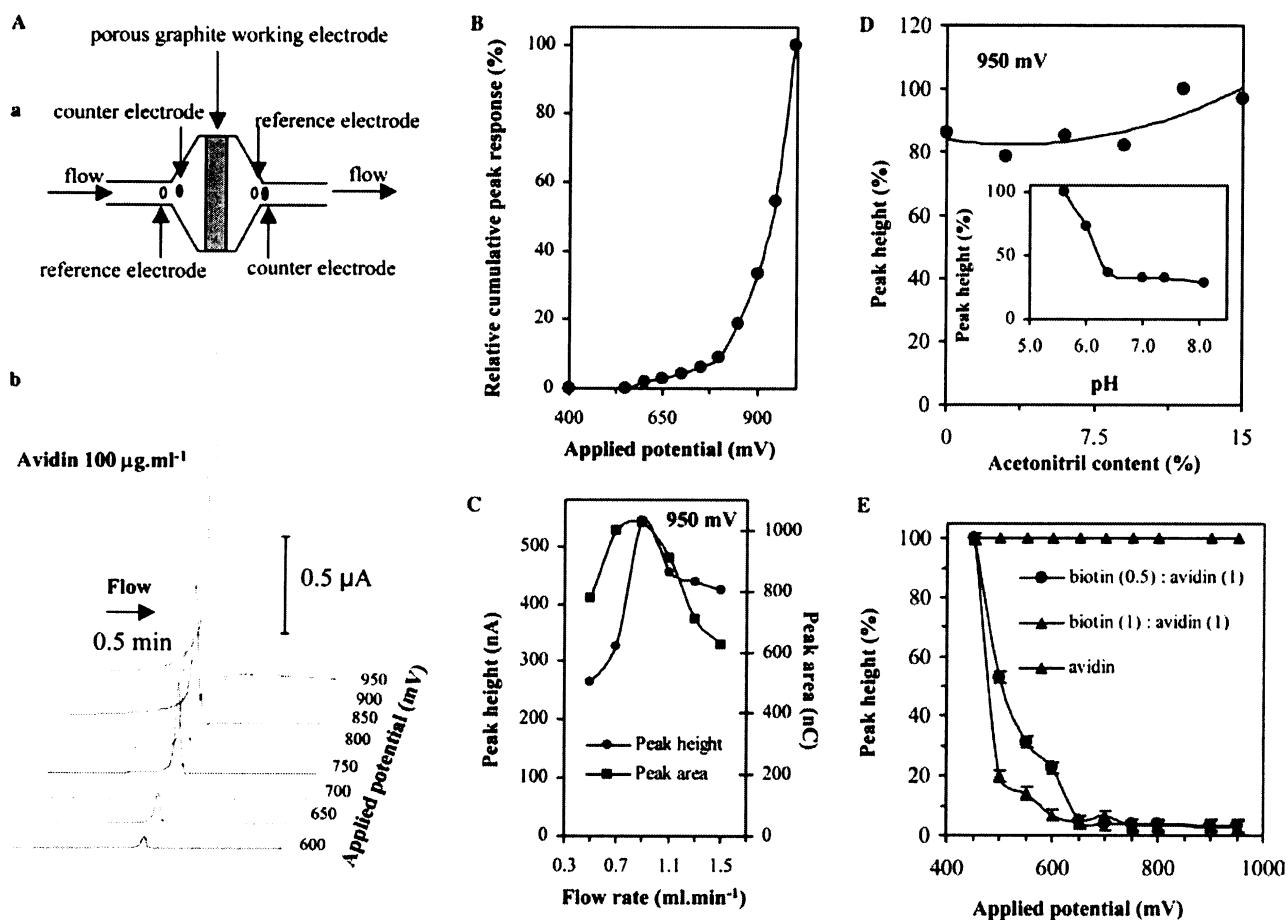 A
porous graphite working electrode
a
counter electrode
reference electrode
flow
flow
reference electrode
counter electrode
b
Avidin 100 µg.ml⁻¹
0.5 µA
Flow
0.5 min
950
900
850
800
750
700
650
600
Applied potential (mV)
B
Relative cumulative peak response (%)
100
80
60
40
20
0
400
650
900
Applied potential (mV)
C
950 mV
Peak height (nA)
500
400
300
200
100
0
Peak area (nC)
1000
800
600
400
200
0
Peak height
Peak area
0.3
0.7
1.1
1.5
Flow rate (ml.min⁻¹)
D
950 mV
Peak height (%)
120
100
80
60
40
20
0
Peak height (%)
100
50
0
5.0
6.0
7.0
8.0
pH
0
7.5
15
Acetonitril content (%)
E
Peak height (%)
100
80
60
40
20
0
biotin (0.5) : avidin (1)
biotin (1) : avidin (1)
avidin
400
600
800
1000
Applied potential (mV)